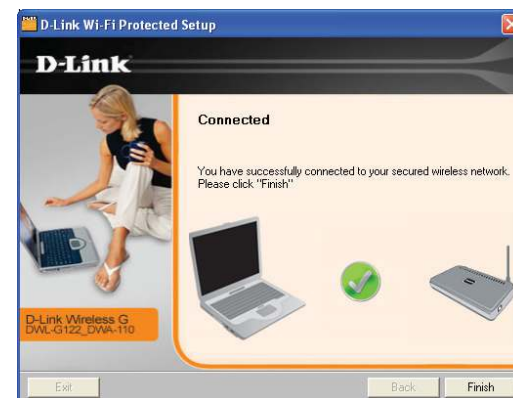 D-Link Wi-Fi Protected Setup
D-Link
Connected
You have successfully connected to your secured wireless network.
Please click "Finish"
D-Link Wireless G
DWL-G122_DWA-110
Exit
Back
Finish